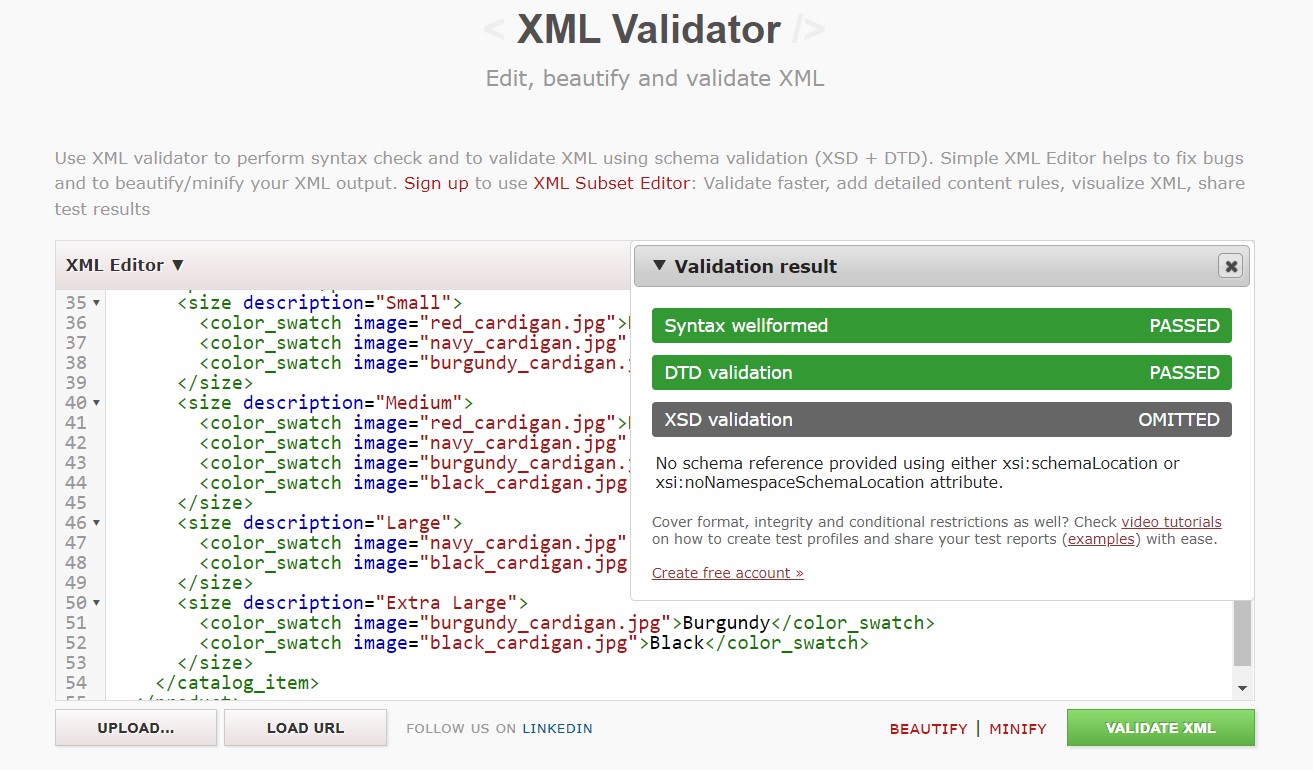 < XML Validator />
Edit, beautify and validate XML
Use XML validator to perform syntax check and to validate XML using schema validation (XSD + DTD). Simple XML Editor helps to fix bugs
and to beautify/minify your XML output. Sign up to use XML Subset Editor: Validate faster, add detailed content rules, visualize XML, share
test results
XML Editor ▼
▼ Validation result
35 <size description="Small">
36 <color_swatch image="red_cardigan.jpg">
37 <color_swatch image="navy_cardigan.jpg"
38 <color_swatch image="burgundy_cardigan.
39 </size>
40 <size description="Medium">
41 <color_swatch image="red_cardigan.jpg">
42 <color_swatch image="navy_cardigan.jpg"
43 <color_swatch image="burgundy_cardigan.
44 <color_swatch image="black_cardigan.jpg
45 </size>
46 <size description="Large">
47 <color_swatch image="navy_cardigan.jpg"
48 <color_swatch image="black_cardigan.jpg
49 </size>
50 <size description="Extra Large">
51 <color_swatch image="burgundy_cardigan.jpg">Burgundy</color_swatch>
52 <color_swatch image="black_cardigan.jpg">Black</color_swatch>
53 </size>
54 </catalog_item>
Syntax wellformed PASSED
DTD validation PASSED
XSD validation OMITTED
No schema reference provided using either xsi:schemaLocation or
xsi:noNamespaceSchemaLocation attribute.
Cover format, integrity and conditional restrictions as well? Check video tutorials
on how to create test profiles and share your test reports (examples) with ease.
Create free account »
UPLOAD... LOAD URL FOLLOW US ON LINKEDIN BEAUTIFY | MINIFY VALIDATE XML